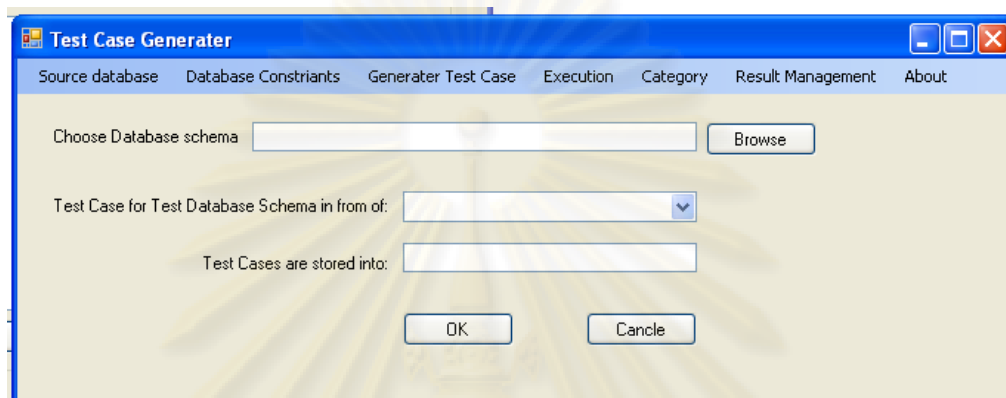 Test Case Generater
Source database Database Constriants Generater Test Case Execution Category Result Management About
Choose Database schema Browse
Test Case for Test Database Schema in from of:
Test Cases are stored into:
OK Cancle